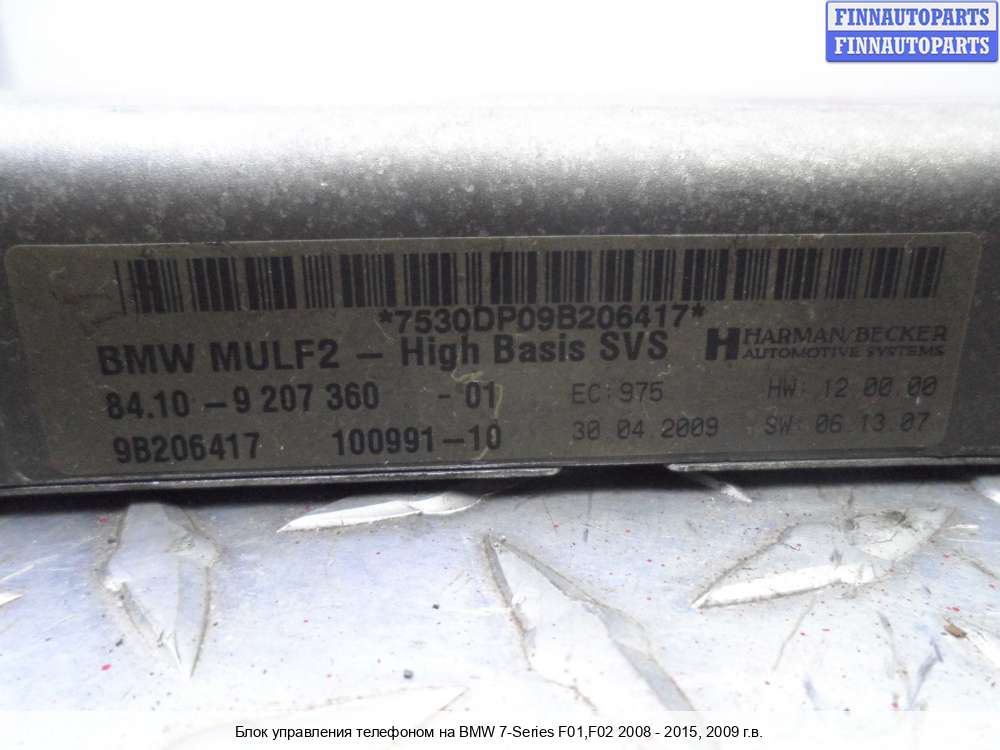 FINNAUTOPARTS
FINNAUTOPARTS
*7530DP09B206417*
BMW MULF2 – High Basis SVS
HARMAN/BECKER
AUTOMOTIVE SYSTEMS
84.10 – 9 207 360 - 01 EC: 975 HW: 12 00.00
9B206417 100991-10 30 04 2009 SW: 06 13.07
Блок управления телефоном на BMW 7-Series F01,F02 2008 - 2015, 2009 г.в.